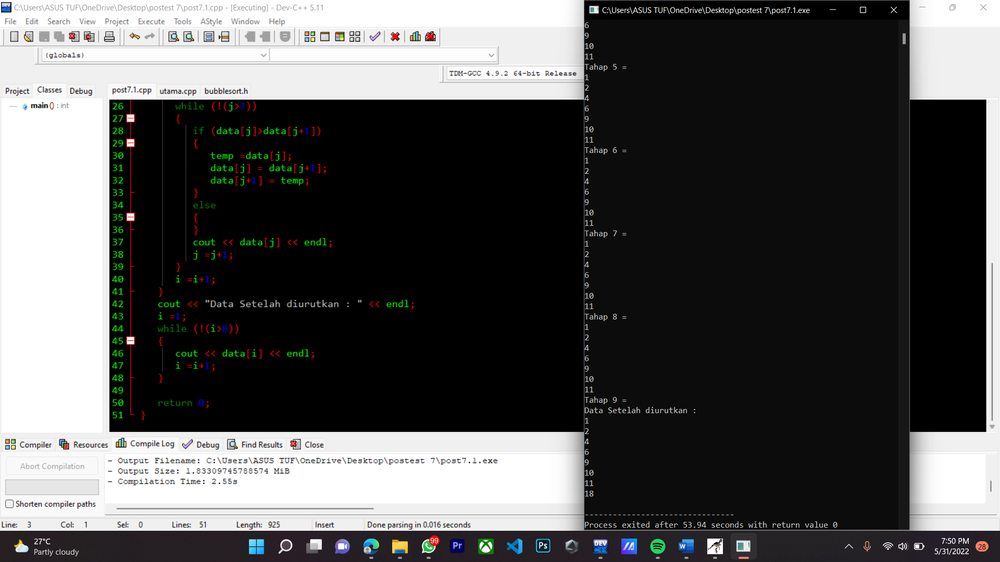 C:\Users\ASUS TUF\OneDrive\Desktop\postest 7\post7.1.cpp - [Executing] - Dev-C++ 5.11
File Edit Search View Project Execute Tools AStyle Window Help
(globals)
TDM-GCC 4.9.2 64-bit Release
Project Classes Debug
main () : int
post7.1.cpp utama.cpp bubblesort.h
26 while (!(j>7))
27 {
28 if (data[j]>data[j+1])
29 {
30 temp =data[j];
31 data[j] = data[j+1];
32 data[j+1] = temp;
33 }
34 else
35 {
36 }
37 cout << data[j] << endl;
38 j =j+1;
39 }
40 i =i+1;
41 }
42 cout << "Data Setelah diurutkan : " << endl;
43 i =1;
44 while (!(i>8))
45 {
46 cout << data[i] << endl;
47 i =i+1;
48 }
49
50 return 0;
51 }
Compiler Resources Compile Log Debug Find Results Close
Abort Compilation
Shorten compiler paths
- Output Filename: C:\Users\ASUS TUF\OneDrive\Desktop\postest 7\post7.1.exe
- Output Size: 1.83309745788574 MiB
- Compilation Time: 2.55s
Line: 3 Col: 1 Sel: 0 Lines: 51 Length: 925 Insert Done parsing in 0.016 seconds
C:\Users\ASUS TUF\OneDrive\Desktop\postest 7\post7.1.exe
6
9
10
11
Tahap 5 =
1
2
4
6
9
10
11
Tahap 6 =
1
2
4
6
9
10
11
Tahap 7 =
1
2
4
6
9
10
11
Tahap 8 =
1
2
4
6
9
10
11
Tahap 9 =
Data Setelah diurutkan :
1
2
4
6
9
10
11
18
--------------------------------
Process exited after 53.94 seconds with return value 0
27°C
Partly cloudy
99
Pr
Ps
DEV
7:50 PM
5/31/2022
28